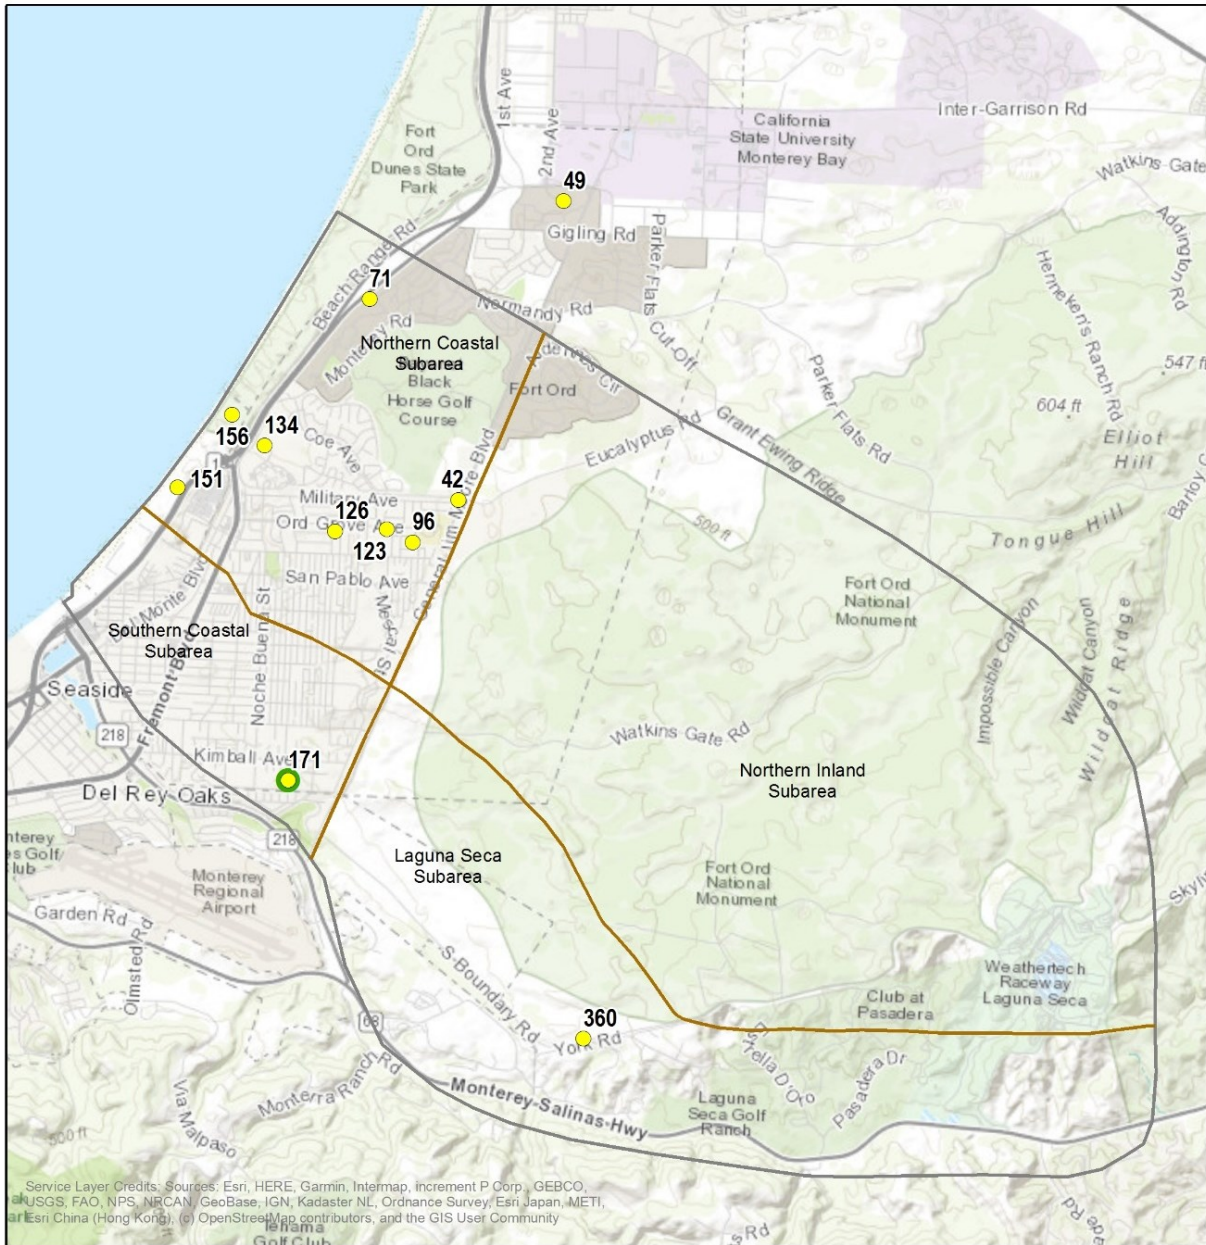 1st Ave
2nd Ave
Inter-Garrison Rd
California
State University
Monterey Bay
Fort
Ord
Dunes State
Park
Watkins Gate
49
Gigling Rd
Addington Rd
Beach Range Rd
Parker Flats Cut-Off
Henneken's Ranch Rd
71
Normandy Rd
Monterey Rd
Northern Coastal
Subarea
Black
Horse Golf
Course
Fort Ord
Parker Flats Rd
547 ft
604 ft
Elliot
Hill
Grant Ewing Ridge
Eucalyptus Rd
156
134
Coe Ave
1
151
Military Ave
42
General Jim Moore Blvd
126
Ord Grove Ave
96
123
500 ft
Tongue Hill
San Pablo Ave
Mescal St
Fort Ord
National
Monument
Del Monte Blvd
Noche Buena St
Impossible Canyon
Wildcat Canyon
Wildcat Ridge
Southern Coastal
Subarea
Seaside
218
Fremont Blvd
Watkins Gate Rd
Kimball Ave
171
Northern Inland
Subarea
Del Rey Oaks
218
Laguna Seca
Subarea
Monterey
Regional
Airport
Fort Ord
National
Monument
Garden Rd
Olmsted Rd
S Boundary Rd
Weathertech
Raceway
Laguna Seca
Club at
Pasadera
68
360
York Rd
Estrella D'Oro
Pasadera Dr
Monterra Ranch Rd
Monterey-Salinas Hwy
Laguna
Seca Golf
Ranch
Via Malpaso
500 ft
Service Layer Credits: Sources: Esri, HERE, Garmin, Intermap, increment P Corp., GEBCO,
USGS, FAO, NPS, NRCAN, GeoBase, IGN, Kadaster NL, Ordnance Survey, Esri Japan, METI,
Esri China (Hong Kong), (c) OpenStreetMap contributors, and the GIS User Community
Tehama
Golf Club